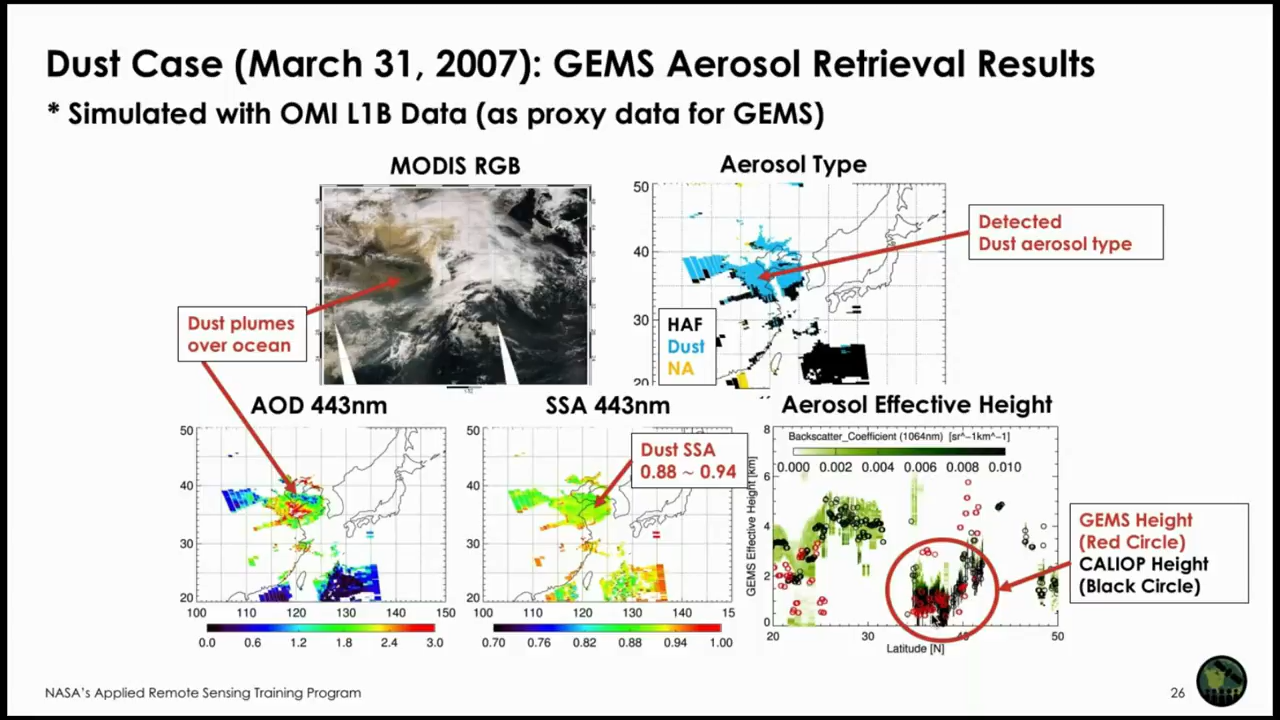 Dust Case (March 31, 2007): GEMS Aerosol Retrieval Results
* Simulated with OMI L1B Data (as proxy data for GEMS)
MODIS RGB
Aerosol Type
50
40
30
20
HAF
Dust
NA
Detected
Dust aerosol type
Dust plumes
over ocean
AOD 443nm
50
40
30
20
100 110 120 130 140 150
0.0 0.6 1.2 1.8 2.4 3.0
SSA 443nm
50
40
30
20
100 110 120 130 140 15
0.70 0.76 0.82 0.88 0.94 1.00
Dust SSA
0.88 ~ 0.94
Aerosol Effective Height
Backscatter_Coefficient (1064nm) [sr^-1km^-1]
0.000 0.002 0.004 0.006 0.008 0.010
GEMS Effective Height [km]
8
6
4
2
0
20 30 40 50
Latitude [N]
GEMS Height
(Red Circle)
CALIOP Height
(Black Circle)
NASA's Applied Remote Sensing Training Program
26